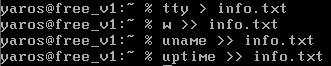 yaros@free_v1:~ % tty > info.txt
yaros@free_v1:~ % w >> info.txt
yaros@free_v1:~ % uname >> info.txt
yaros@free_v1:~ % uptime >> info.txt